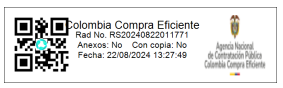 Colombia Compra Eficiente
Rad No. RS20240822011771
Anexos: No Con copia: No
Fecha: 22/08/2024 13:27:49
Agencia Nacional
de Contratación Pública
Colombia Compra Eficiente